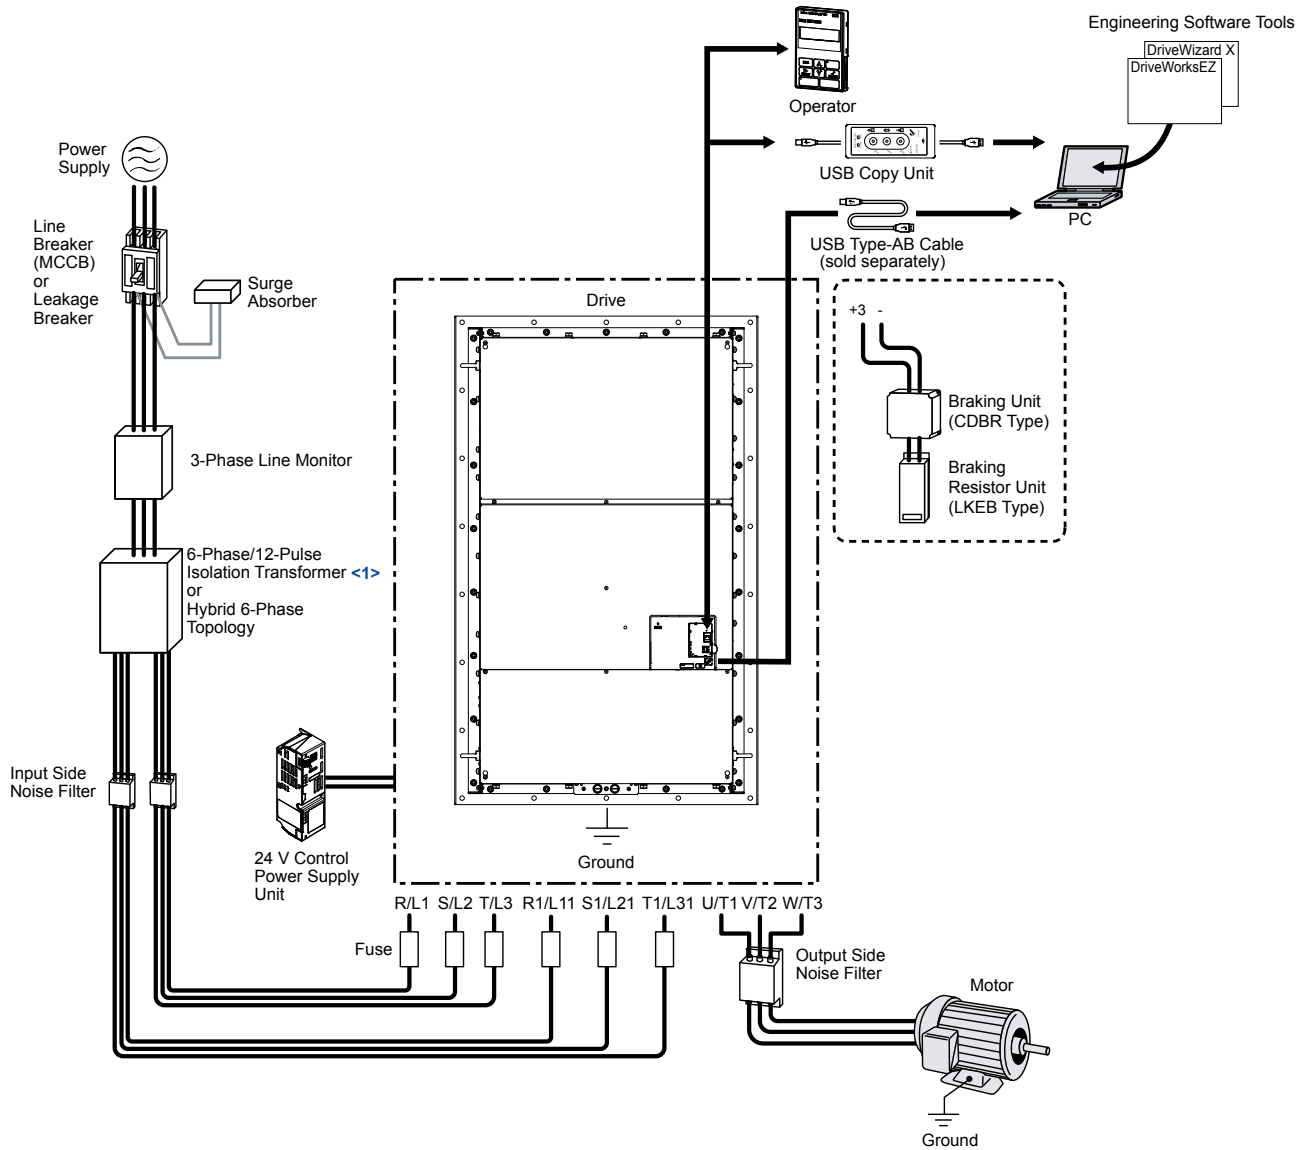 Engineering Software Tools
DriveWizard X
DriveWorksEZ
Operator
USB Copy Unit
PC
USB Type-AB Cable
(sold separately)
Power
Supply
Line
Breaker
(MCCB)
or
Leakage
Breaker
Surge
Absorber
Drive
+3 -
Braking Unit
(CDBR Type)
Braking
Resistor Unit
(LKEB Type)
3-Phase Line Monitor
6-Phase/12-Pulse
Isolation Transformer <1>
or
Hybrid 6-Phase
Topology
Input Side
Noise Filter
24 V Control
Power Supply
Unit
Ground
R/L1 S/L2 T/L3 R1/L11 S1/L21 T1/L31 U/T1 V/T2 W/T3
Fuse
Output Side
Noise Filter
Motor
Ground